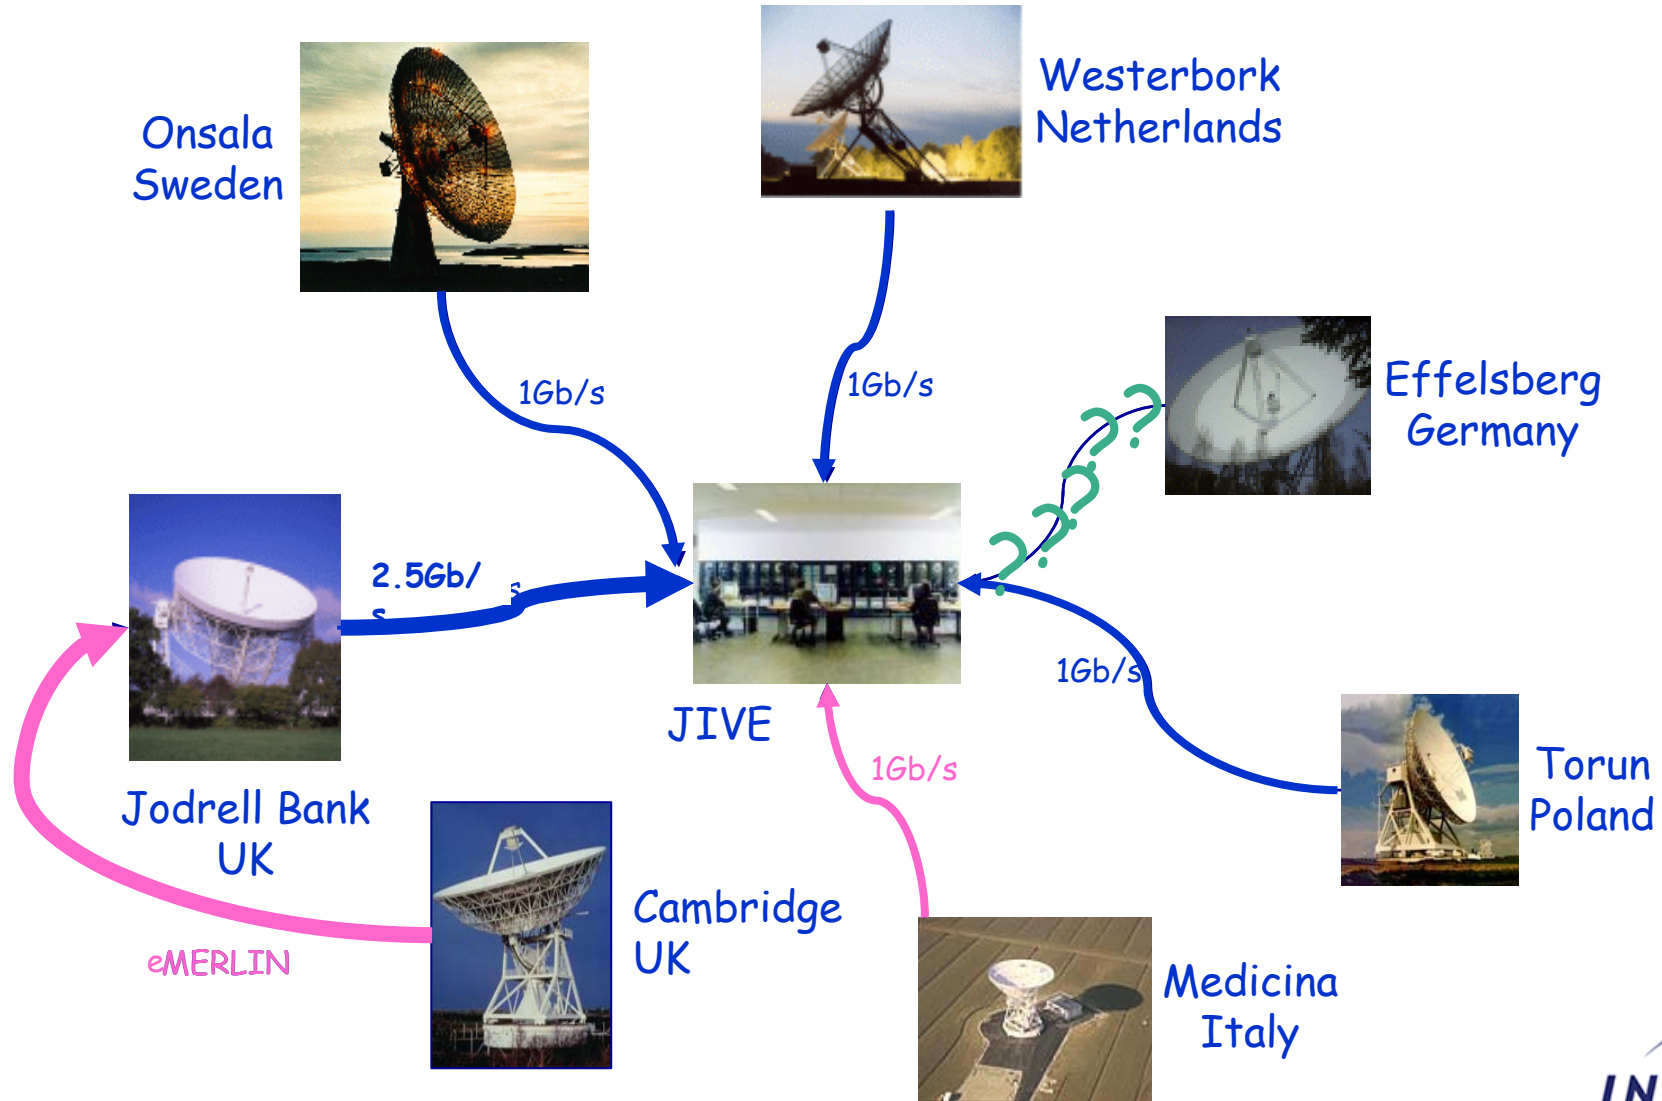 Westerbork
Netherlands
Onsala
Sweden
1Gb/s
1Gb/s
? ? ? ? ?
Effelsberg
Germany
2.5Gb/
s
s
1Gb/s
JIVE
1Gb/s
Torun
Poland
Jodrell Bank
UK
Cambridge
UK
eMERLIN
Medicina
Italy
IN